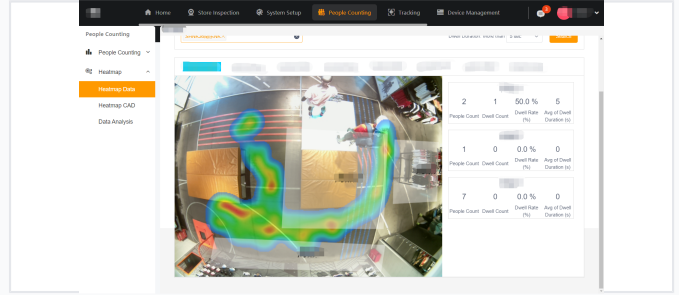 Home
Store Inspection
System Setup
People Counting
Tracking
Device Management
People Counting
People Counting
Heatmap
Heatmap Data
Heatmap CAD
Data Analysis
2 1 50.0 % 5
People Count Dwell Count Dwell Rate (%) Avg of Dwell Duration (s)
1 0 0.0 % 0
People Count Dwell Count Dwell Rate (%) Avg of Dwell Duration (s)
7 0 0.0 % 0
People Count Dwell Count Dwell Rate (%) Avg of Dwell Duration (s)